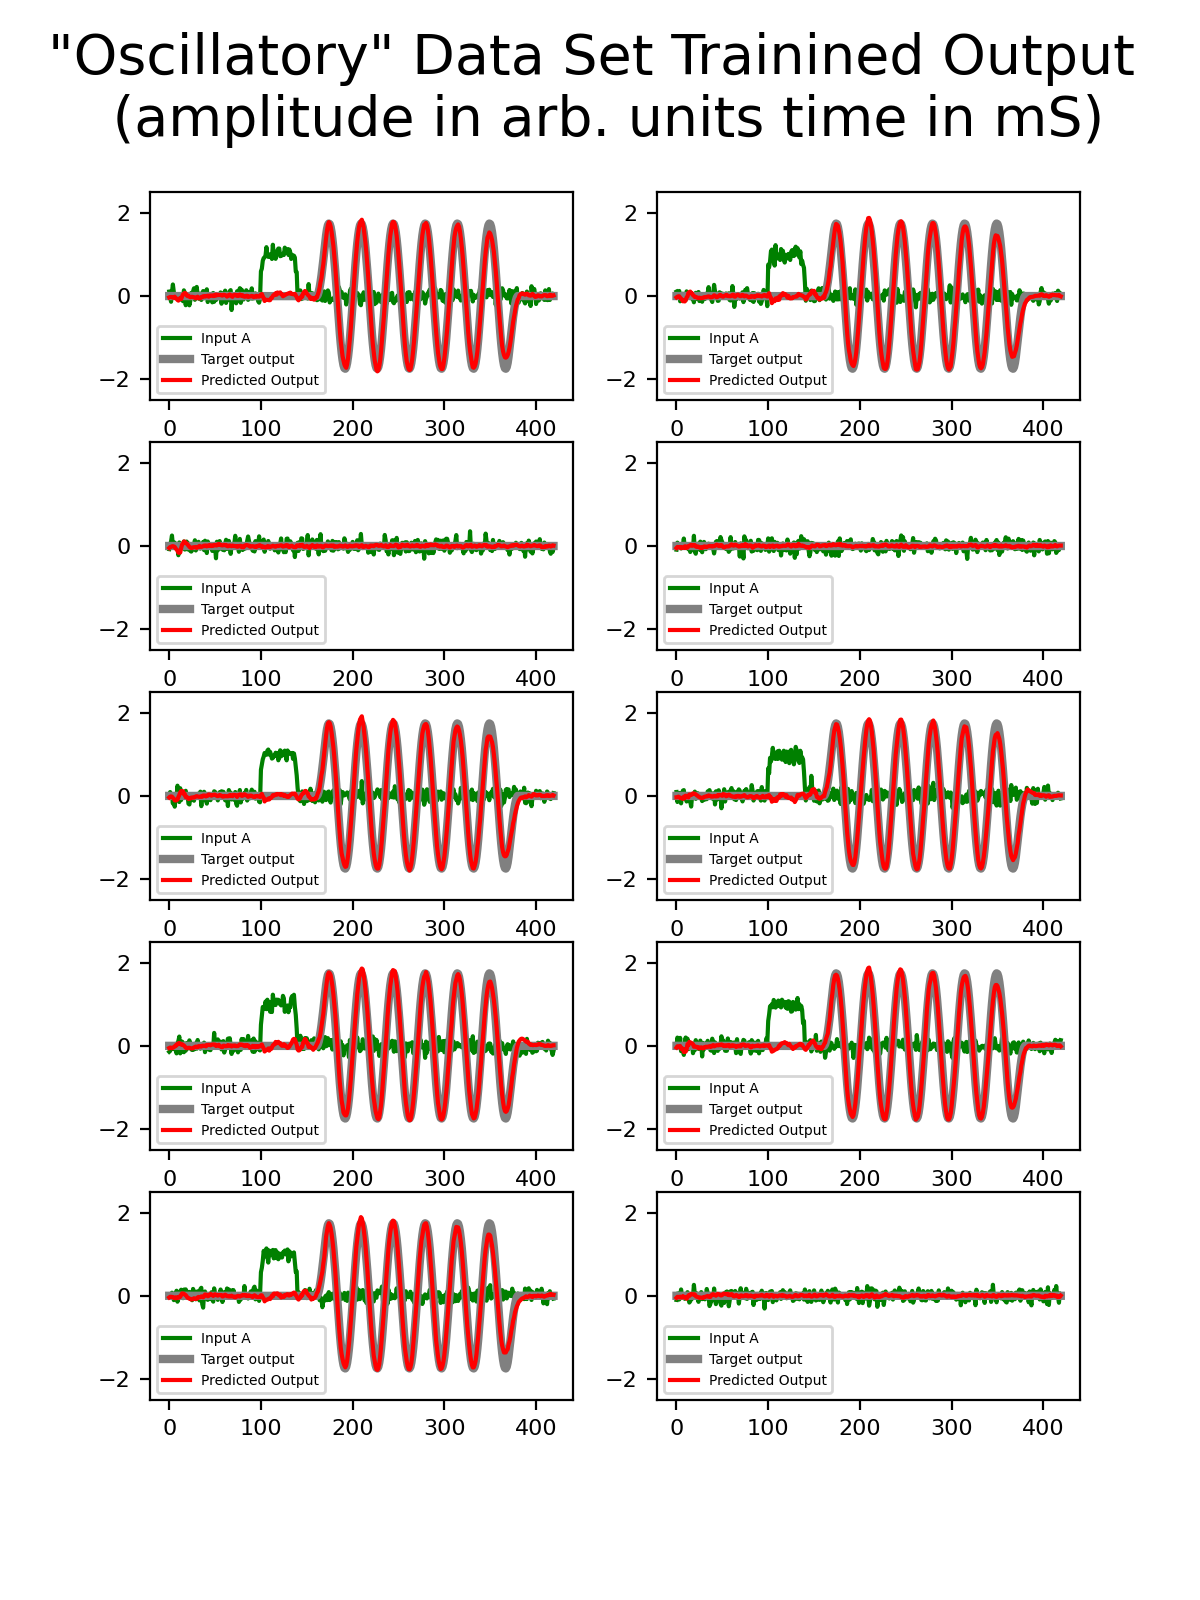 "Oscillatory" Data Set Trainined Output
(amplitude in arb. units time in mS)
2
0
−2
Input A
Target output
Predicted Output
0 100 200 300 400
2
0
−2
Input A
Target output
Predicted Output
0 100 200 300 400
2
0
−2
Input A
Target output
Predicted Output
0 100 200 300 400
2
0
−2
Input A
Target output
Predicted Output
0 100 200 300 400
2
0
−2
Input A
Target output
Predicted Output
0 100 200 300 400
2
0
−2
Input A
Target output
Predicted Output
0 100 200 300 400
2
0
−2
Input A
Target output
Predicted Output
0 100 200 300 400
2
0
−2
Input A
Target output
Predicted Output
0 100 200 300 400
2
0
−2
Input A
Target output
Predicted Output
0 100 200 300 400
2
0
−2
Input A
Target output
Predicted Output
0 100 200 300 400